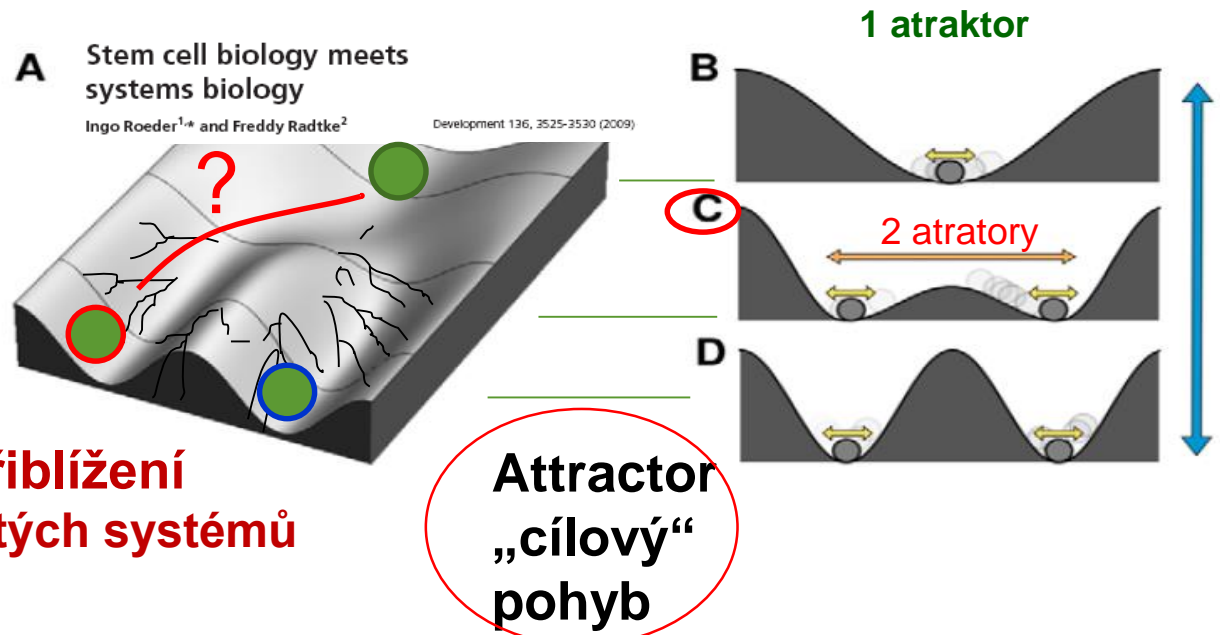 1 atraktor
A
Stem cell biology meets
systems biology
Ingo Roeder1,* and Freddy Radtke2
Development 136, 3525-3530 (2009)
?
B
C
2 atratory
D
řiblížení
tých systémů
Attractor
„cílový“
pohyb